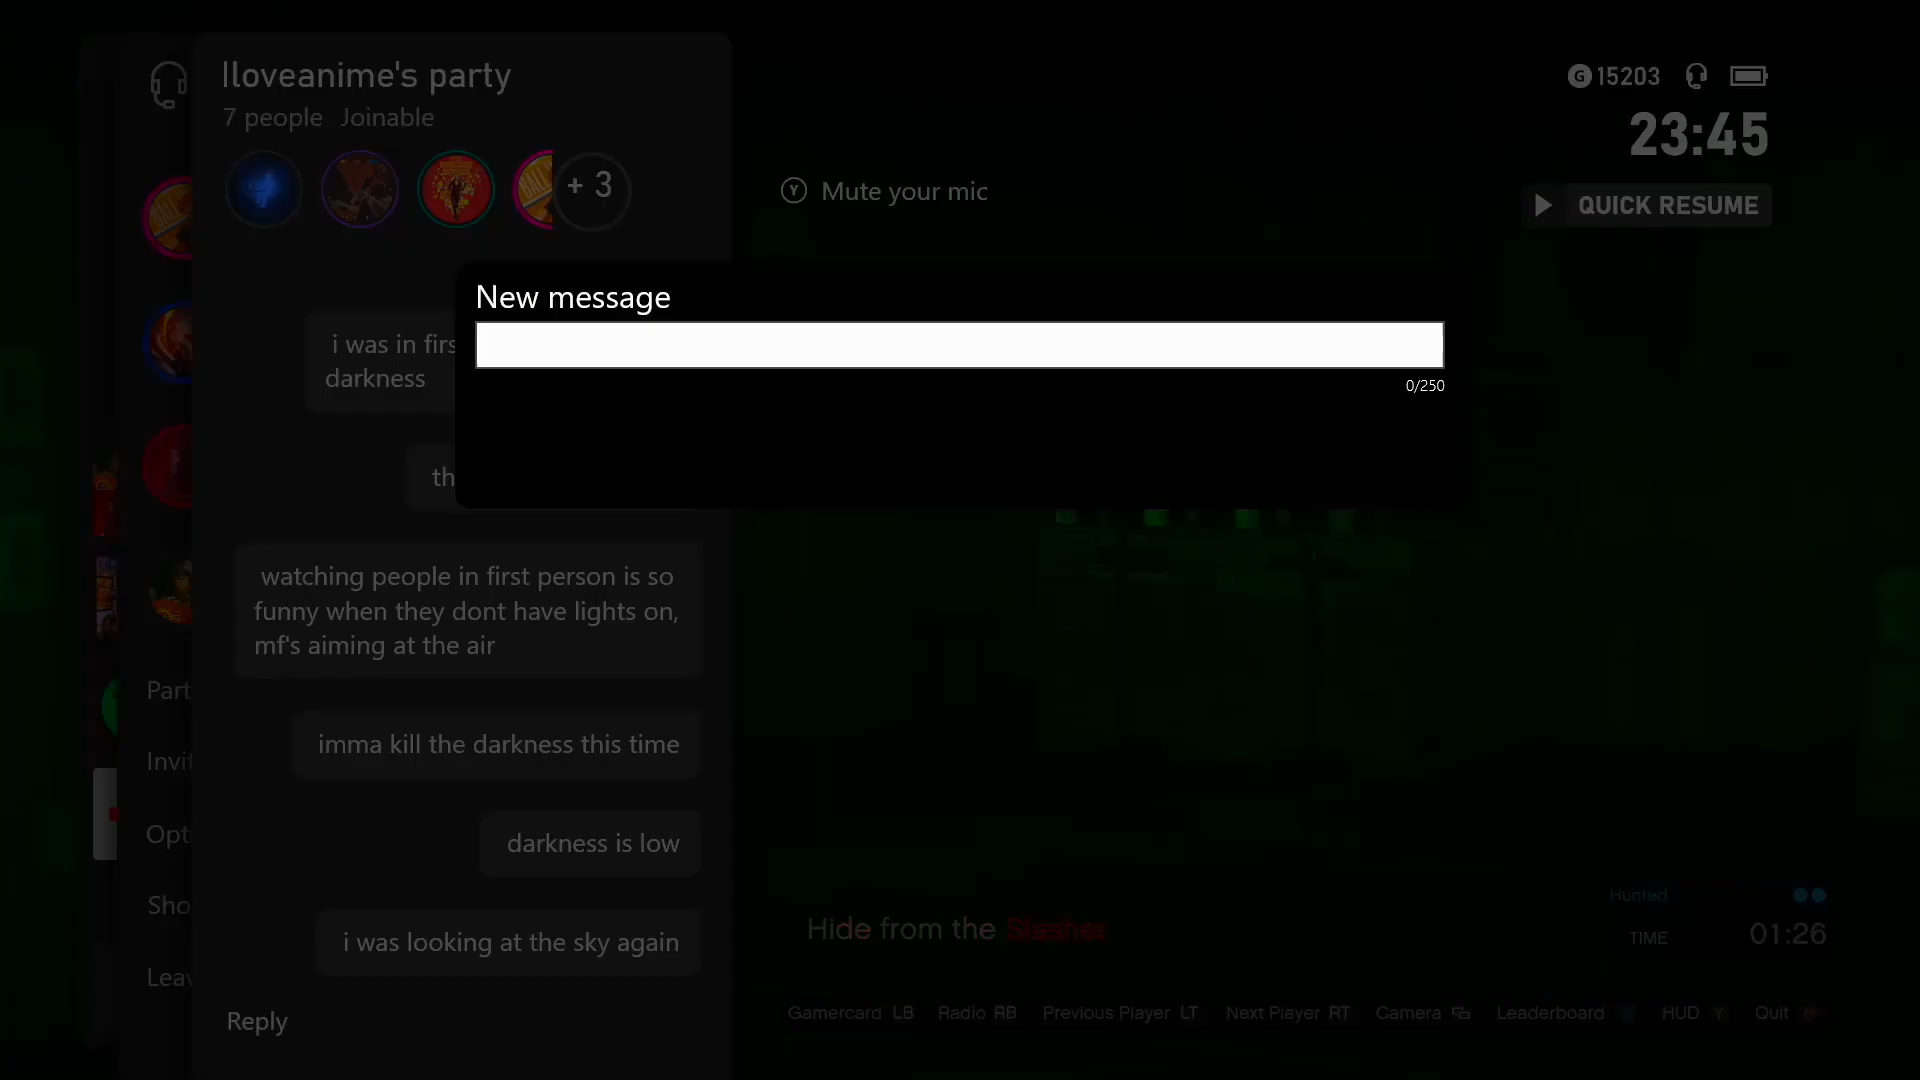 Iloveanime's party
7 people Joinable
+ 3
Y Mute your mic
G 15203
23:45
QUICK RESUME
New message
0/250
i was in firs
darkness
th
watching people in first person is so
funny when they dont have lights on,
mf's aiming at the air
imma kill the darkness this time
darkness is low
i was looking at the sky again
Reply
Part
Invit
Opti
Sho
Leav
Hide from the Slasher
Hunted
TIME 01:26
Gamercard LB Radio RB Previous Player LT Next Player RT Camera Leaderboard HUD Y Quit